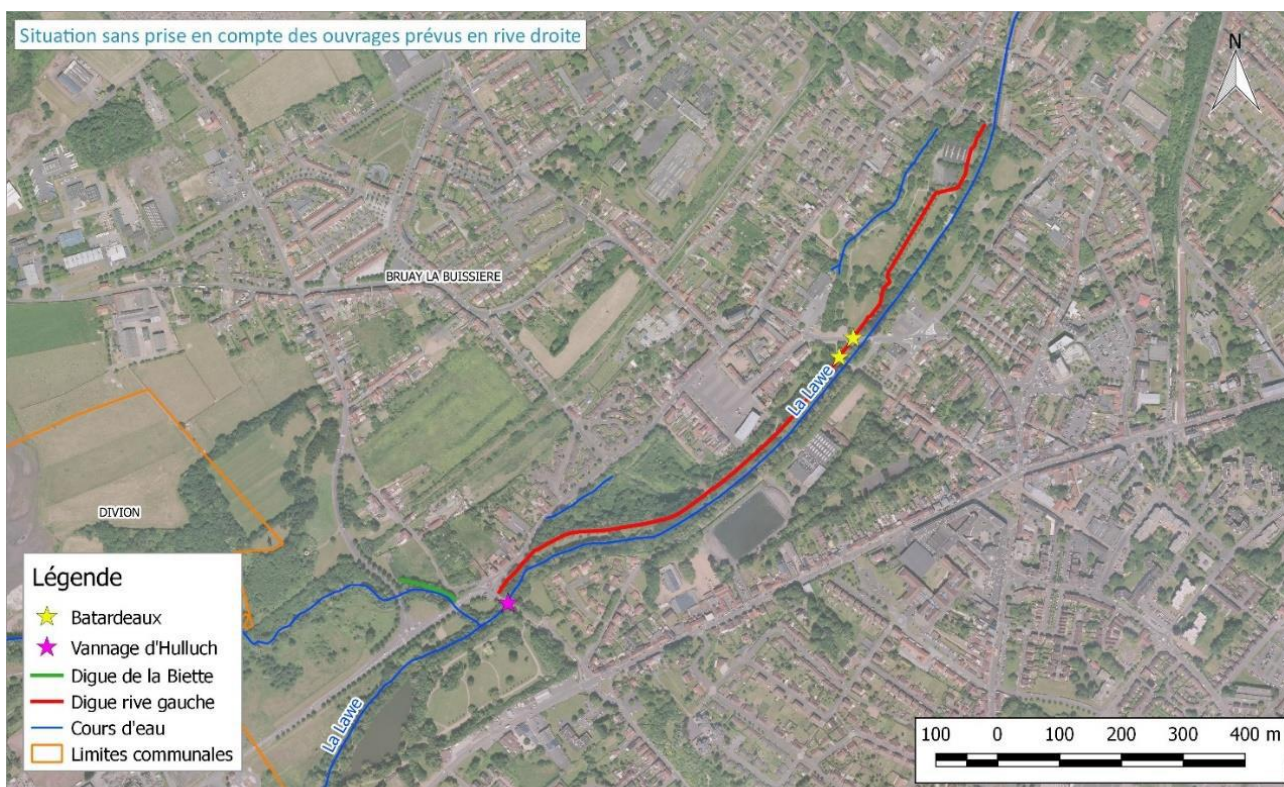 Situation sans prise en compte des ouvrages prévus en rive droite
N
BRUAY LA BUISSIERE
La Lawe
DIVION
La Lawe
Légende
Batardeaux
Vannage d'Hulluch
Digue de la Biette
Digue rive gauche
Cours d'eau
Limites communales
100 0 100 200 300 400 m